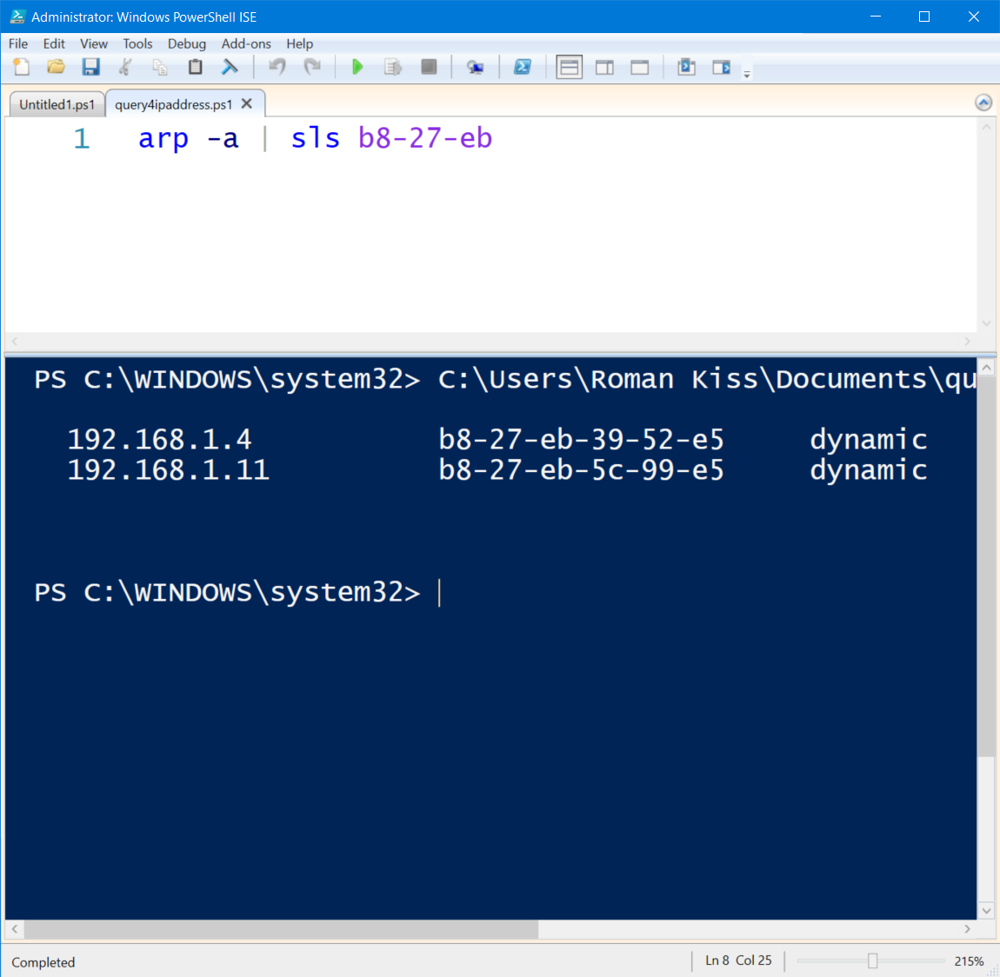 Administrator: Windows PowerShell ISE
File Edit View Tools Debug Add-ons Help
Untitled1.ps1 query4ipaddress.ps1
1 arp -a | sls b8-27-eb
PS C:\WINDOWS\system32> C:\Users\Roman Kiss\Documents\qu
192.168.1.4 b8-27-eb-39-52-e5 dynamic
192.168.1.11 b8-27-eb-5c-99-e5 dynamic
PS C:\WINDOWS\system32>
Completed Ln 8 Col 25 215%